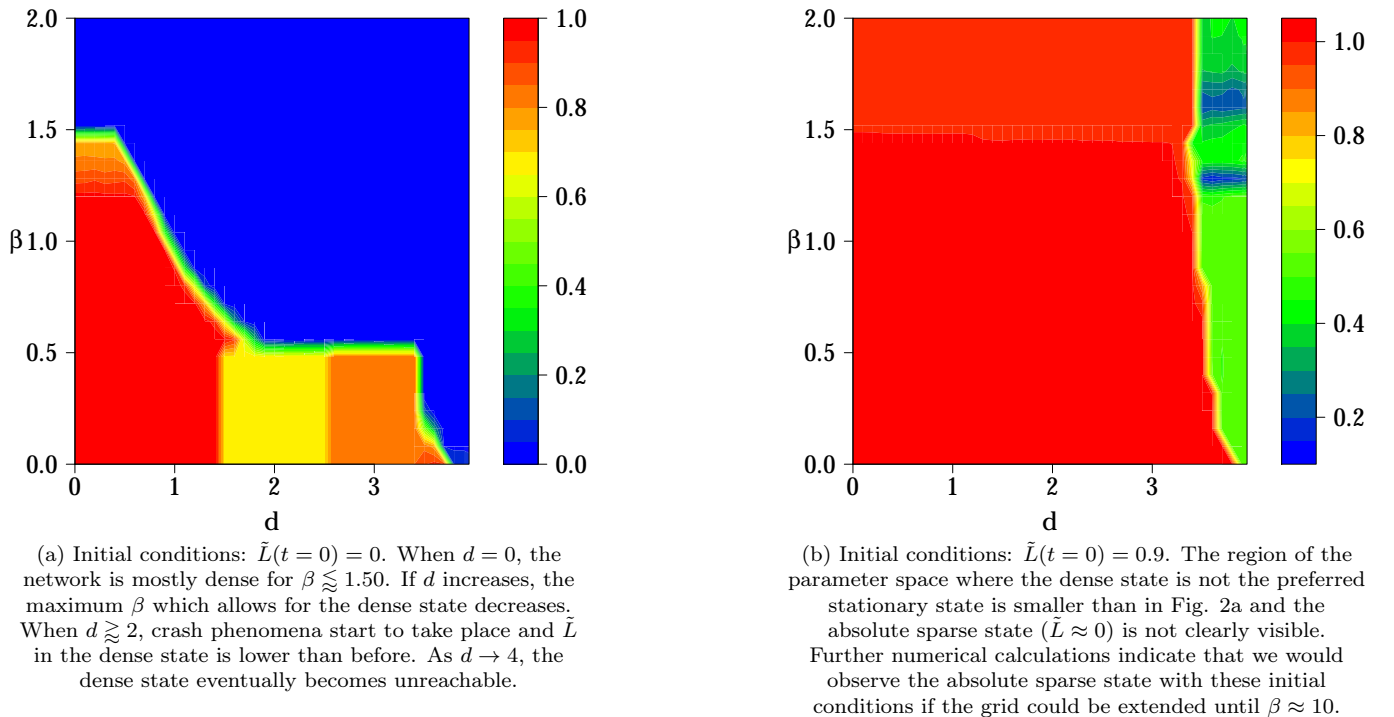 2.0
1.5
β1.0
0.5
0.0
0
1
2
3
d
1.0
0.8
0.6
0.4
0.2
0.0
(a) Initial conditions: L̃(t = 0) = 0. When d = 0, the
network is mostly dense for β ⪅ 1.50. If d increases, the
maximum β which allows for the dense state decreases.
When d ⪆ 2, crash phenomena start to take place and L̃
in the dense state is lower than before. As d → 4, the
dense state eventually becomes unreachable.
2.0
1.5
β1.0
0.5
0.0
0
1
2
3
d
1.0
0.8
0.6
0.4
0.2
(b) Initial conditions: L̃(t = 0) = 0.9. The region of the
parameter space where the dense state is not the preferred
stationary state is smaller than in Fig. 2a and the
absolute sparse state (L̃ ≈ 0) is not clearly visible.
Further numerical calculations indicate that we would
observe the absolute sparse state with these initial
conditions if the grid could be extended until β ≈ 10.